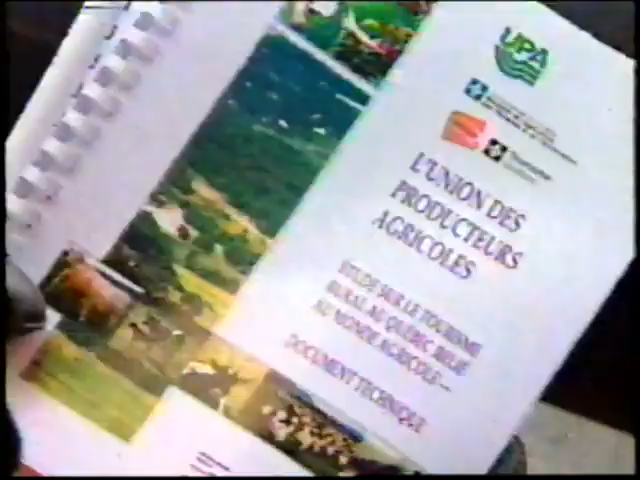 UPA
L'UNION DES
PRODUCTEURS
AGRICOLES
ÉTUDE SUR LE TOURISME
RURAL AU QUÉBEC RELIÉ
AU MONDE AGRICOLE —
DOCUMENT TECHNIQUE